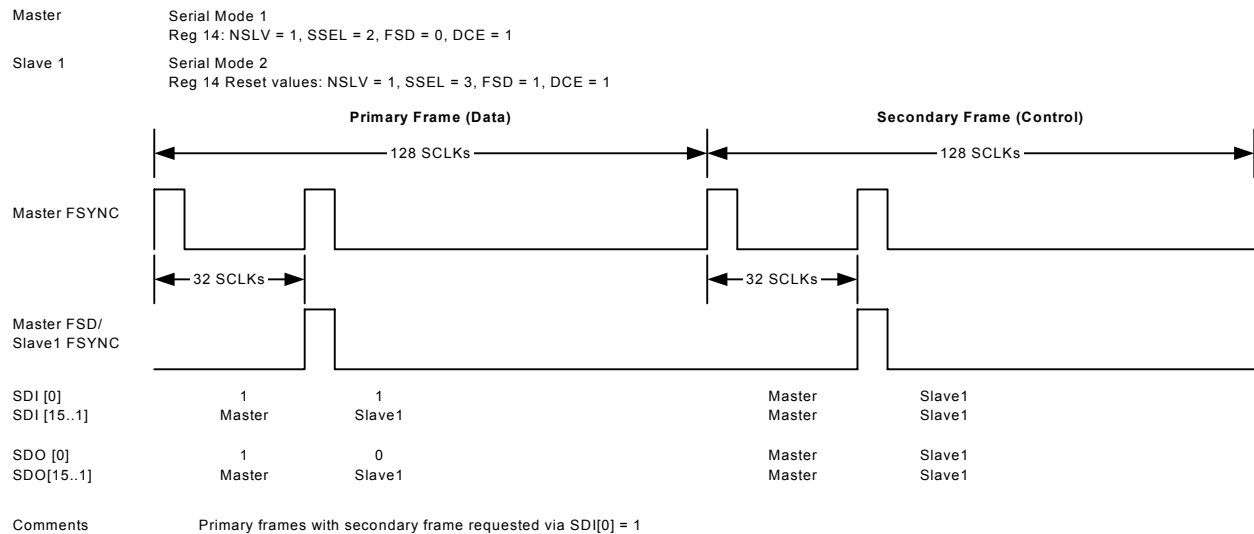 Master Serial Mode 1
Reg 14: NSLV = 1, SSEL = 2, FSD = 0, DCE = 1
Slave 1 Serial Mode 2
Reg 14 Reset values: NSLV = 1, SSEL = 3, FSD = 1, DCE = 1
Primary Frame (Data) Secondary Frame (Control)
128 SCLKs 128 SCLKs
Master FSYNC
32 SCLKs 32 SCLKs
Master FSD/
Slave1 FSYNC
SDI [0] 1 1 Master Slave1
SDI [15..1] Master Slave1 Master Slave1
SDO [0] 1 0 Master Slave1
SDO[15..1] Master Slave1 Master Slave1
Comments Primary frames with secondary frame requested via SDI[0] = 1